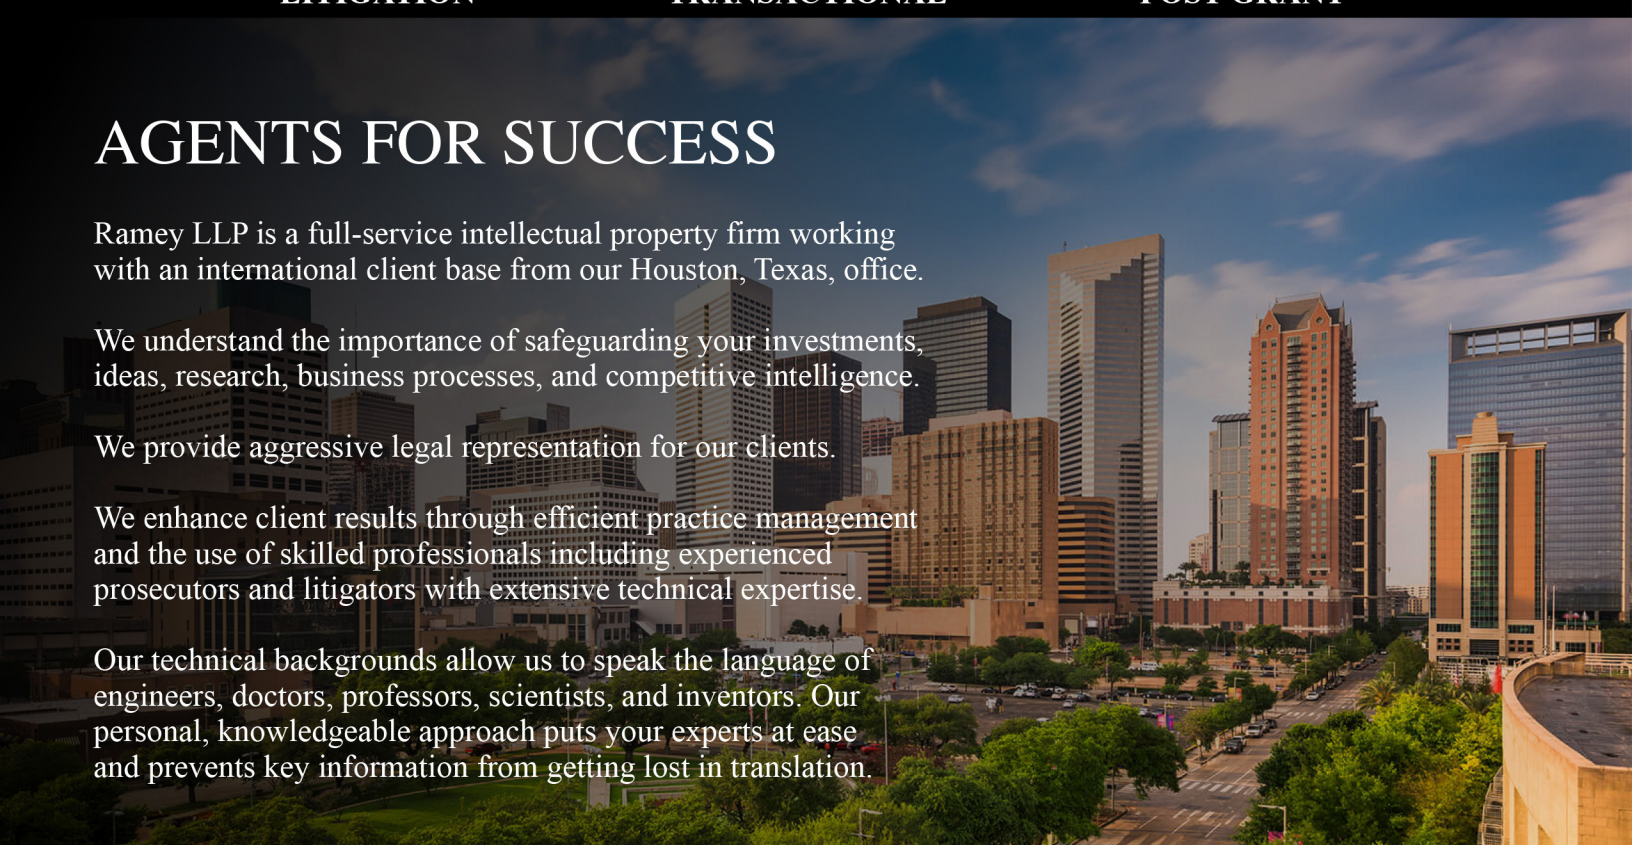 LITIGATION TRANSACTIONAL POST GRANT
AGENTS FOR SUCCESS
Ramey LLP is a full-service intellectual property firm working
with an international client base from our Houston, Texas, office.
We understand the importance of safeguarding your investments,
ideas, research, business processes, and competitive intelligence.
We provide aggressive legal representation for our clients.
We enhance client results through efficient practice management
and the use of skilled professionals including experienced
prosecutors and litigators with extensive technical expertise.
Our technical backgrounds allow us to speak the language of
engineers, doctors, professors, scientists, and inventors. Our
personal, knowledgeable approach puts your experts at ease
and prevents key information from getting lost in translation.